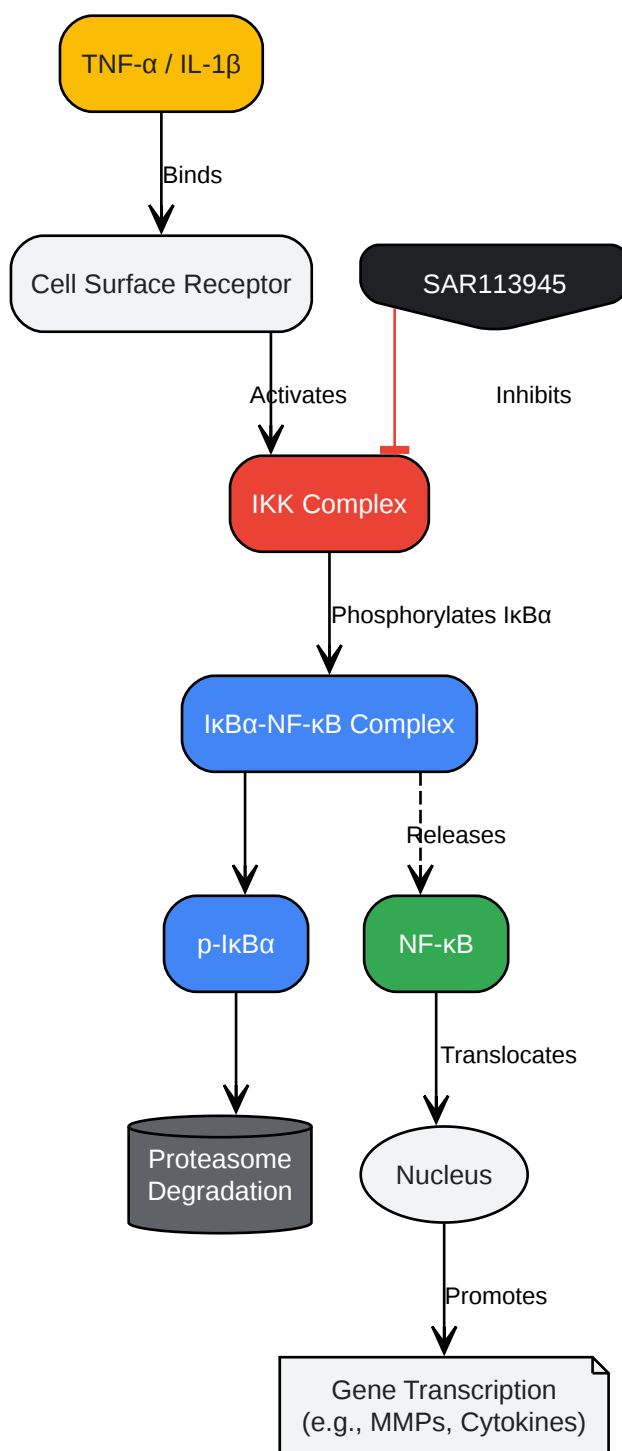 TNF-α / IL-1β
Binds
Cell Surface Receptor
SAR113945
Activates
Inhibits
IKK Complex
Phosphorylates IκBα
IκBα-NF-κB Complex
Releases
p-IκBα
NF-κB
Translocates
Proteasome
Degradation
Nucleus
Promotes
Gene Transcription
(e.g., MMPs, Cytokines)